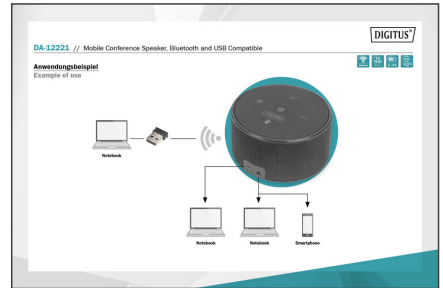 DIGITUS®
DA-12221 // Mobile Conference Speaker, Bluetooth and USB Compatible
Anwendungsbeispiel
Example of use
Notebook
Notebook
Notebook
Smartphone